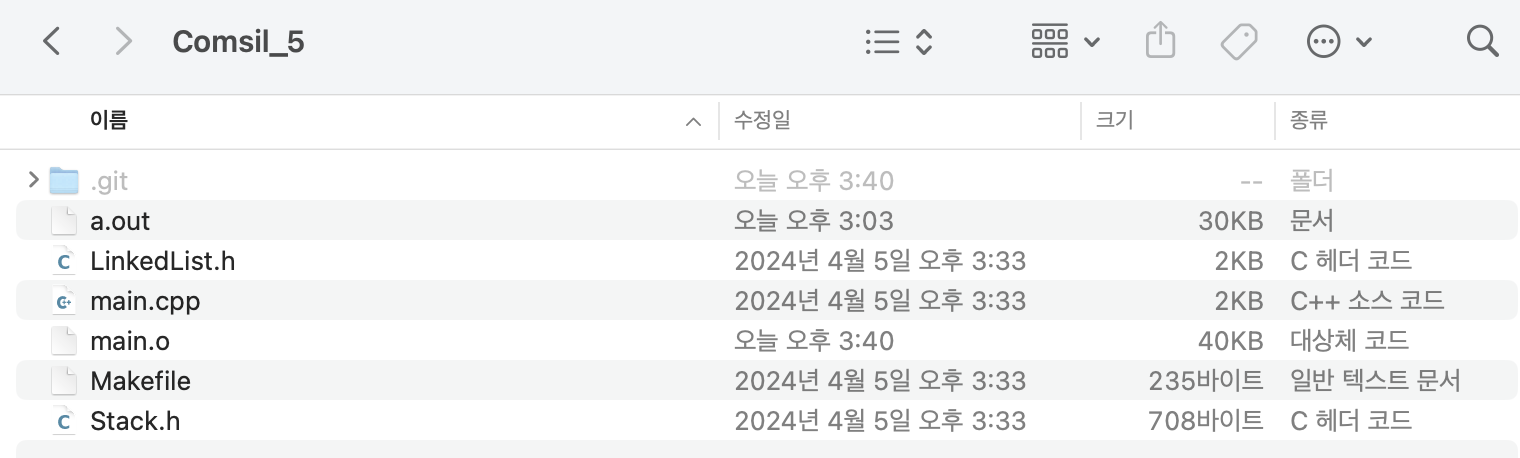 Comsil_5
이름 수정일 크기 종류
.git 오늘 오후 3:40 -- 폴더
a.out 오늘 오후 3:03 30KB 문서
LinkedList.h 2024년 4월 5일 오후 3:33 2KB C 헤더 코드
main.cpp 2024년 4월 5일 오후 3:33 2KB C++ 소스 코드
main.o 오늘 오후 3:40 40KB 대상체 코드
Makefile 2024년 4월 5일 오후 3:33 235바이트 일반 텍스트 문서
Stack.h 2024년 4월 5일 오후 3:33 708바이트 C 헤더 코드